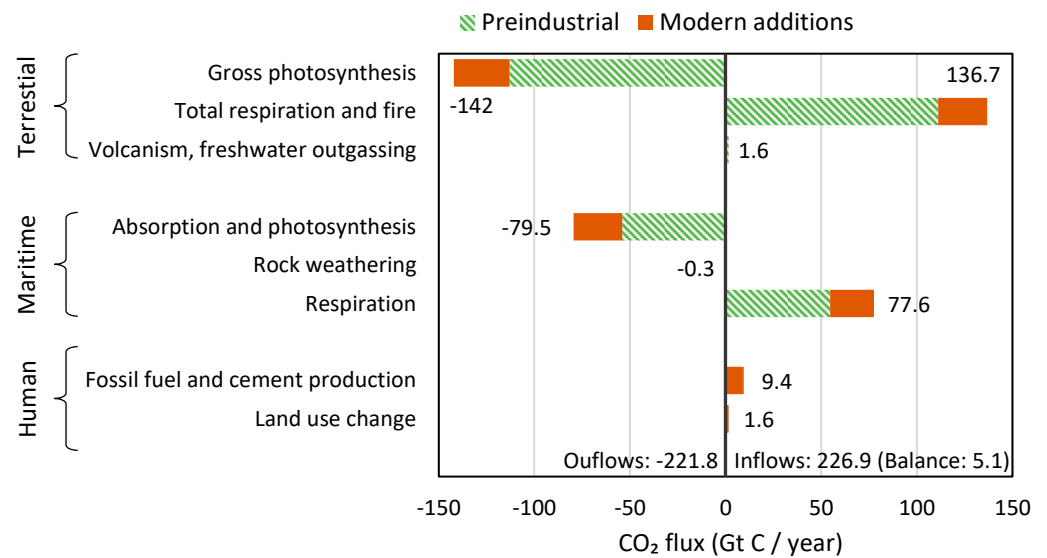 Preindustrial Modern additions
Terrestial
Gross photosynthesis
-142
136.7
Total respiration and fire
Volcanism, freshwater outgassing
1.6
Maritime
Absorption and photosynthesis
-79.5
Rock weathering
-0.3
Respiration
77.6
Human
Fossil fuel and cement production
9.4
Land use change
1.6
Ouflows: -221.8 Inflows: 226.9 (Balance: 5.1)
-150 -100 -50 0 50 100 150
CO₂ flux (Gt C / year)